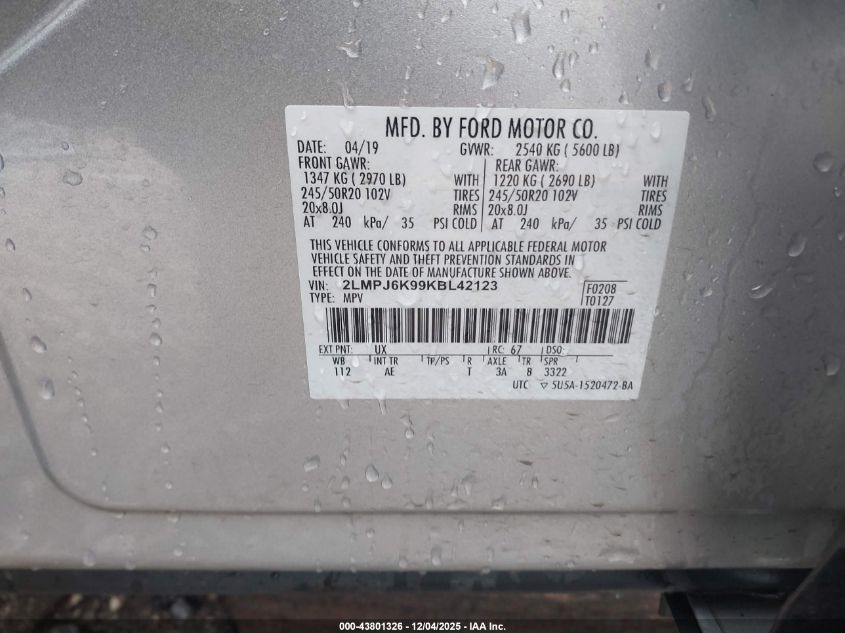 MFD. BY FORD MOTOR CO.
DATE: 04/19 GVWR: 2540 KG ( 5600 LB)
FRONT GAWR: REAR GAWR:
1347 KG ( 2970 LB) WITH 1220 KG ( 2690 LB) WITH
245/50R20 102V TIRES 245/50R20 102V TIRES
20x8.0J RIMS 20x8.0J RIMS
AT 240 kPa/ 35 PSI COLD AT 240 kPa/ 35 PSI COLD
THIS VEHICLE CONFORMS TO ALL APPLICABLE FEDERAL MOTOR
VEHICLE SAFETY AND THEFT PREVENTION STANDARDS IN
EFFECT ON THE DATE OF MANUFACTURE SHOWN ABOVE.
VIN: 2LMPJ6K99KBL42123 F0208
TYPE: MPV T0127
EXT PNT: UX RC: 67 DSO:
WB INT TR TP/PS R AXLE TR SPR
112 AE T 3A 8 3322
UTC ▽ 5U5A-1520472-BA
000-43801326 - 12/04/2025 - IAA Inc.